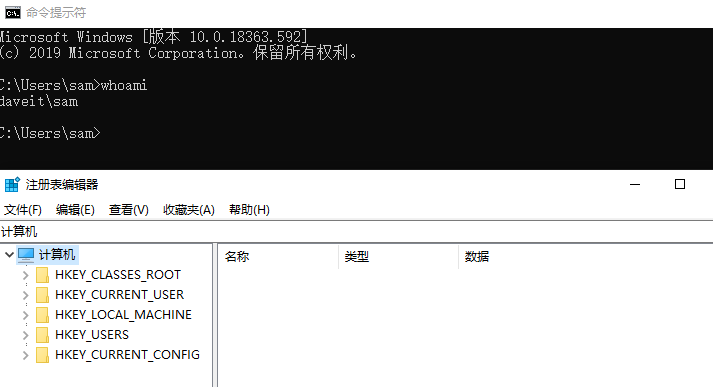 命令提示符
Microsoft Windows [版本 10.0.18363.592]
(c) 2019 Microsoft Corporation。保留所有权利。
C:\Users\sam>whoami
daveit\sam
C:\Users\sam>
注册表编辑器
文件(F) 编辑(E) 查看(V) 收藏夹(A) 帮助(H)
计算机
计算机 名称 类型 数据
HKEY_CLASSES_ROOT
HKEY_CURRENT_USER
HKEY_LOCAL_MACHINE
HKEY_USERS
HKEY_CURRENT_CONFIG